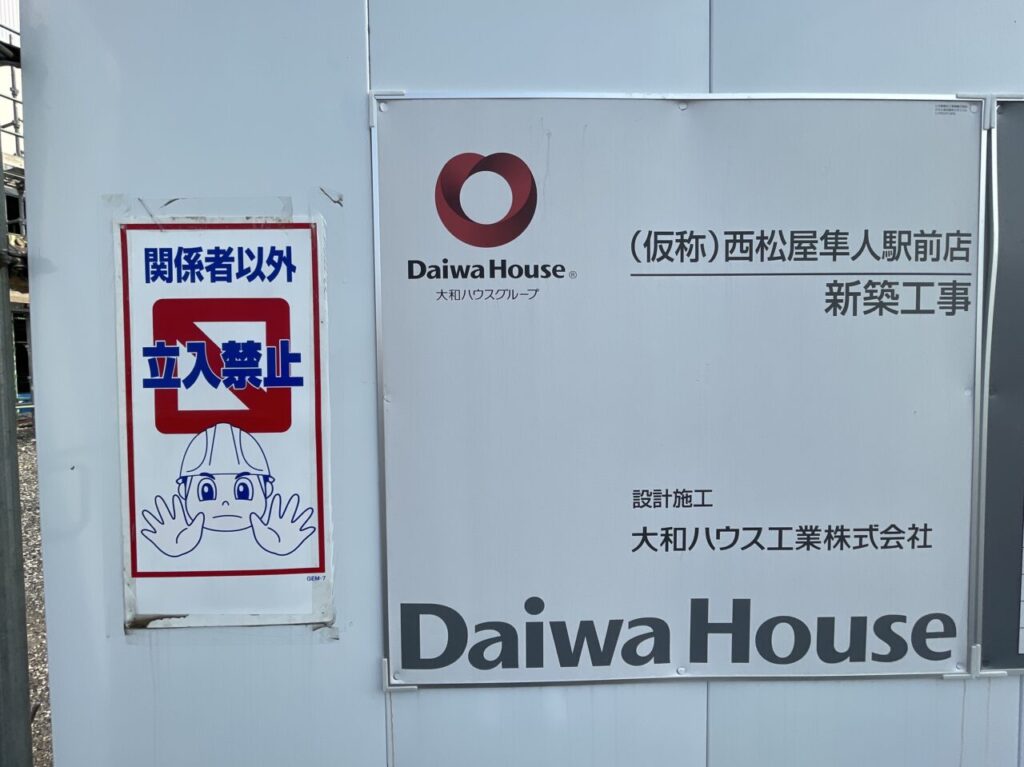 関係者以外
立入禁止
GEM-7
Daiwa House®
大和ハウスグループ
(仮称)西松屋隼人駅前店
新築工事
設計施工
大和ハウス工業株式会社
Daiwa House